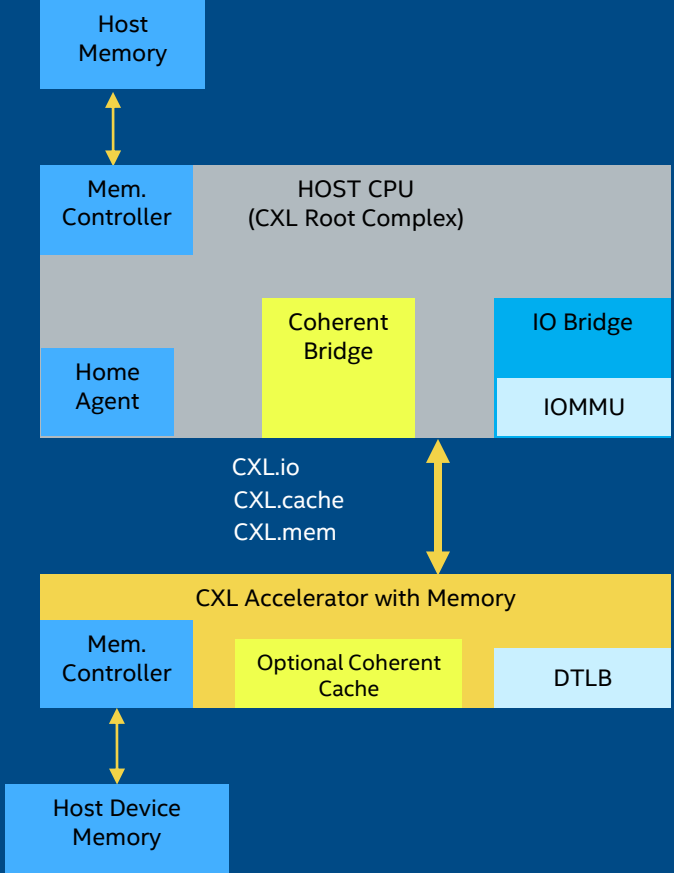 Host
Memory
Mem.
Controller
HOST CPU
(CXL Root Complex)
Coherent
Bridge
IO Bridge
Home
Agent
IOMMU
CXL.io
CXL.cache
CXL.mem
CXL Accelerator with Memory
Mem.
Controller
Optional Coherent
Cache
DTLB
Host Device
Memory